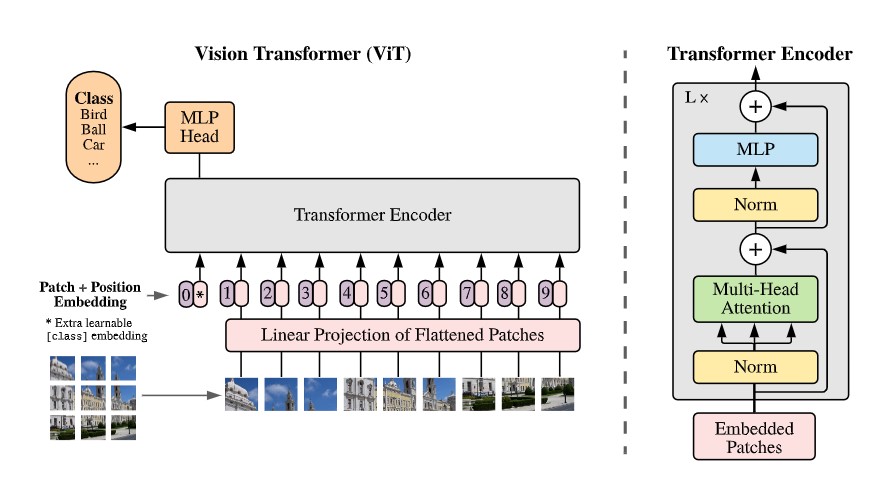 Vision Transformer (ViT)
Class
Bird
Ball
Car
...
MLP
Head
Transformer Encoder
Patch + Position
Embedding
0 * 1 2 3 4 5 6 7 8 9
* Extra learnable
[class] embedding
Linear Projection of Flattened Patches
Transformer Encoder
L ×
+
MLP
Norm
+
Multi-Head
Attention
Norm
Embedded
Patches